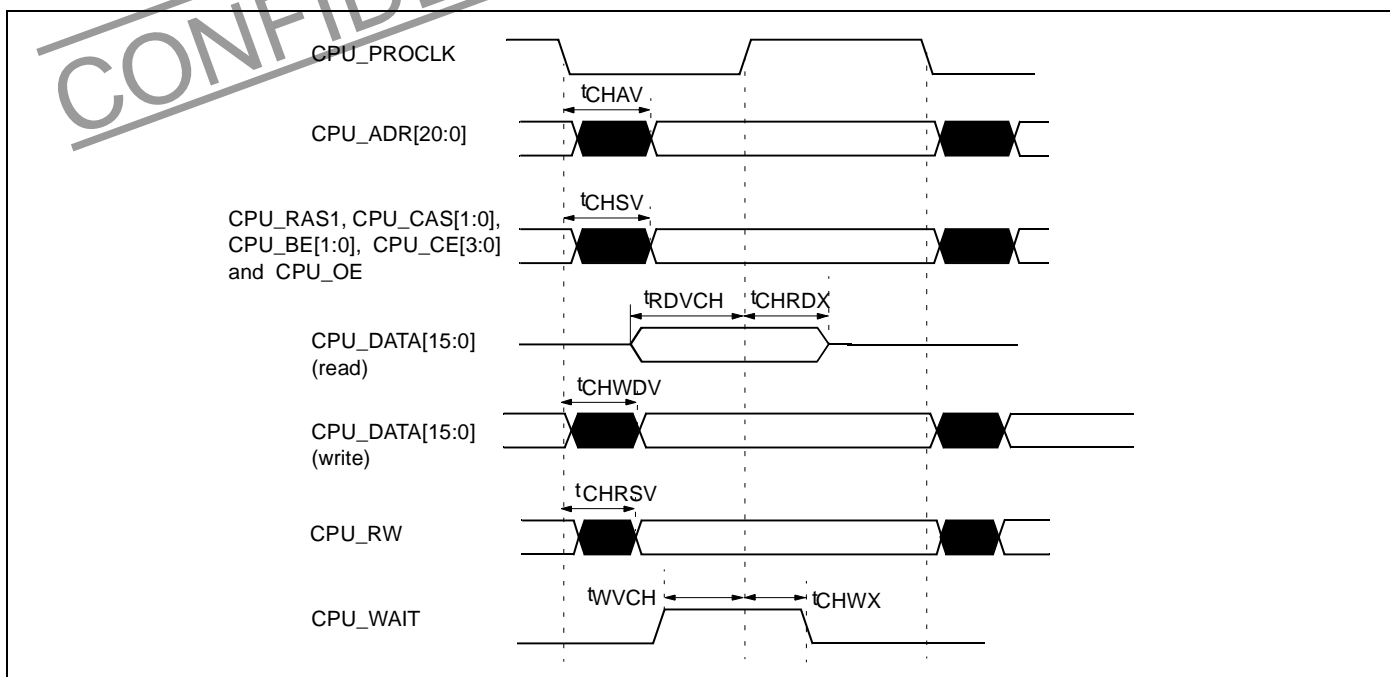 CONFIDE
CPU_PROCLK
tCHAV
CPU_ADR[20:0]
tCHSV
CPU_RAS1, CPU_CAS[1:0],
CPU_BE[1:0], CPU_CE[3:0]
and CPU_OE
tRDVCH tCHRDX
CPU_DATA[15:0]
(read)
tCHWDV
CPU_DATA[15:0]
(write)
tCHRSV
CPU_RW
tWVCH tCHWX
CPU_WAIT